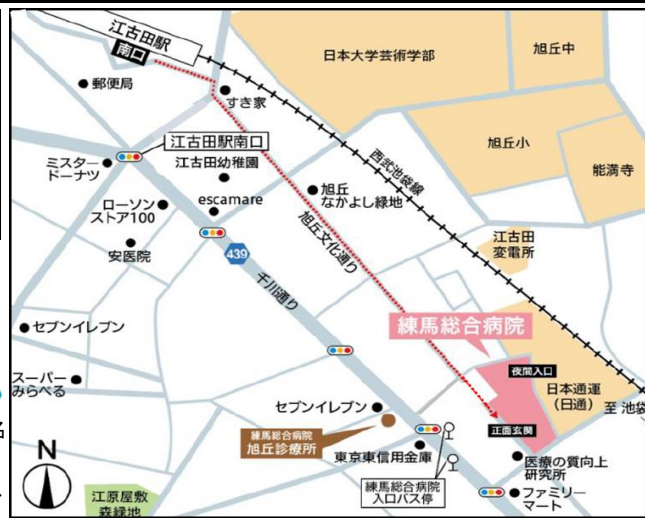 江古田駅
南口
郵便局
すき家
日本大学芸術学部
旭丘中
旭丘小
能満寺
江古田駅南口
ミスター
ドーナツ
江古田幼稚園
西武池袋線
ローソン
ストア100
escamare
旭丘
なかよし緑地
安医院
439
千川通り
旭丘文化通り
江古田
変電所
セブンイレブン
練馬総合病院
夜間入口
日本通運
(日通)
至 池袋
スーパー
みらべる
セブンイレブン
練馬総合病院
旭丘診療所
正面玄関
東京東信用金庫
医療の質向上
研究所
N
練馬総合病院
入口バス停
ファミリー
マート
江原屋敷
森緑地